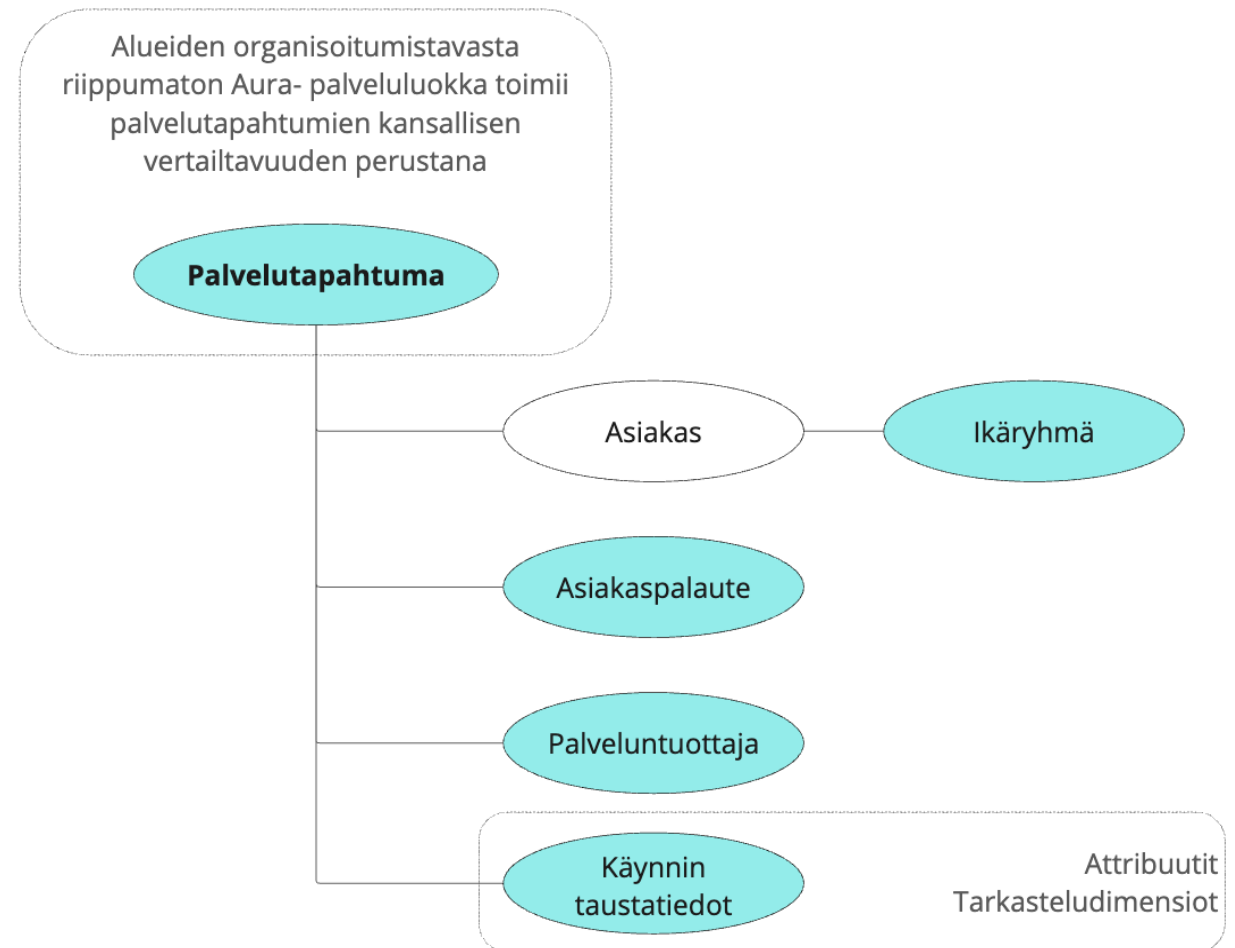 Alueiden organisoitumistavasta
riippumaton Aura- palveluluokka toimii
palvelutapahtumien kansallisen
vertailtavuuden perustana
Palvelutapahtuma
Asiakas
Ikäryhmä
Asiakaspalaute
Palveluntuottaja
Käynnin
taustatiedot
Attribuutit
Tarkasteludimensiot